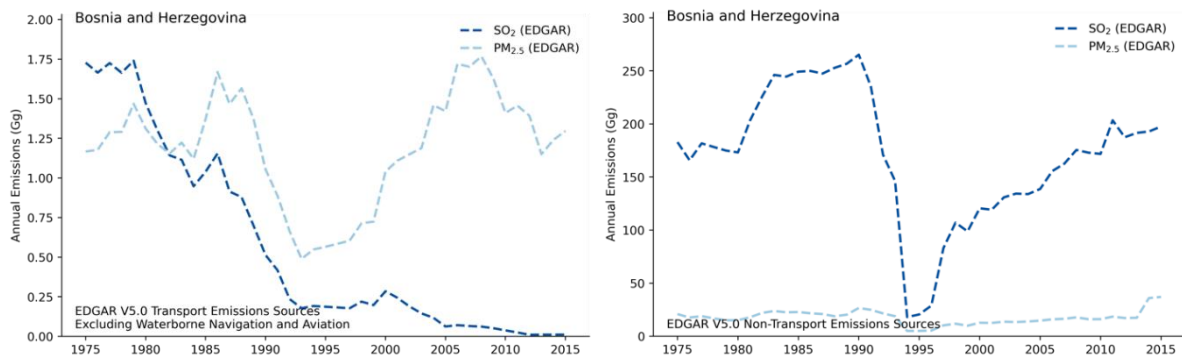 Bosnia and Herzegovina
SO₂ (EDGAR)
PM₂.₅ (EDGAR)
Annual Emissions (Gg)
2.00
1.75
1.50
1.25
1.00
0.75
0.50
0.25
0.00
EDGAR V5.0 Transport Emissions Sources
Excluding Waterborne Navigation and Aviation
1975 1980 1985 1990 1995 2000 2005 2010 2015
Bosnia and Herzegovina
SO₂ (EDGAR)
PM₂.₅ (EDGAR)
Annual Emissions (Gg)
300
250
200
150
100
50
0
EDGAR V5.0 Non-Transport Emissions Sources
1975 1980 1985 1990 1995 2000 2005 2010 2015